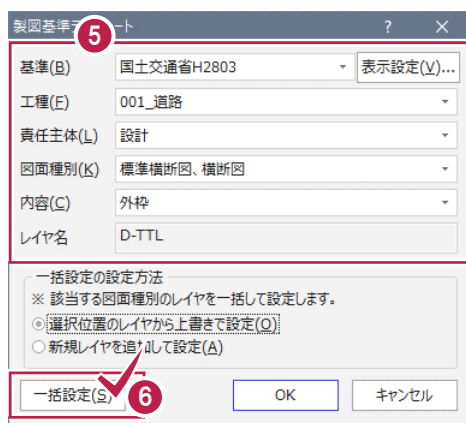 製図基準テ
ート ? ×
5
基準(B) 国土交通省H2803 表示設定(V)...
工種(F) 001_道路
責任主体(L) 設計
図面種別(K) 標準横断図、横断図
内容(C) 外枠
レイヤ名 D-TTL
一括設定の設定方法
※ 該当する図面種別のレイヤを一括して設定します。
選択位置のレイヤから上書きで設定(O)
新規レイヤを追加して設定(A)
一括設定(S) 6 OK キャンセル